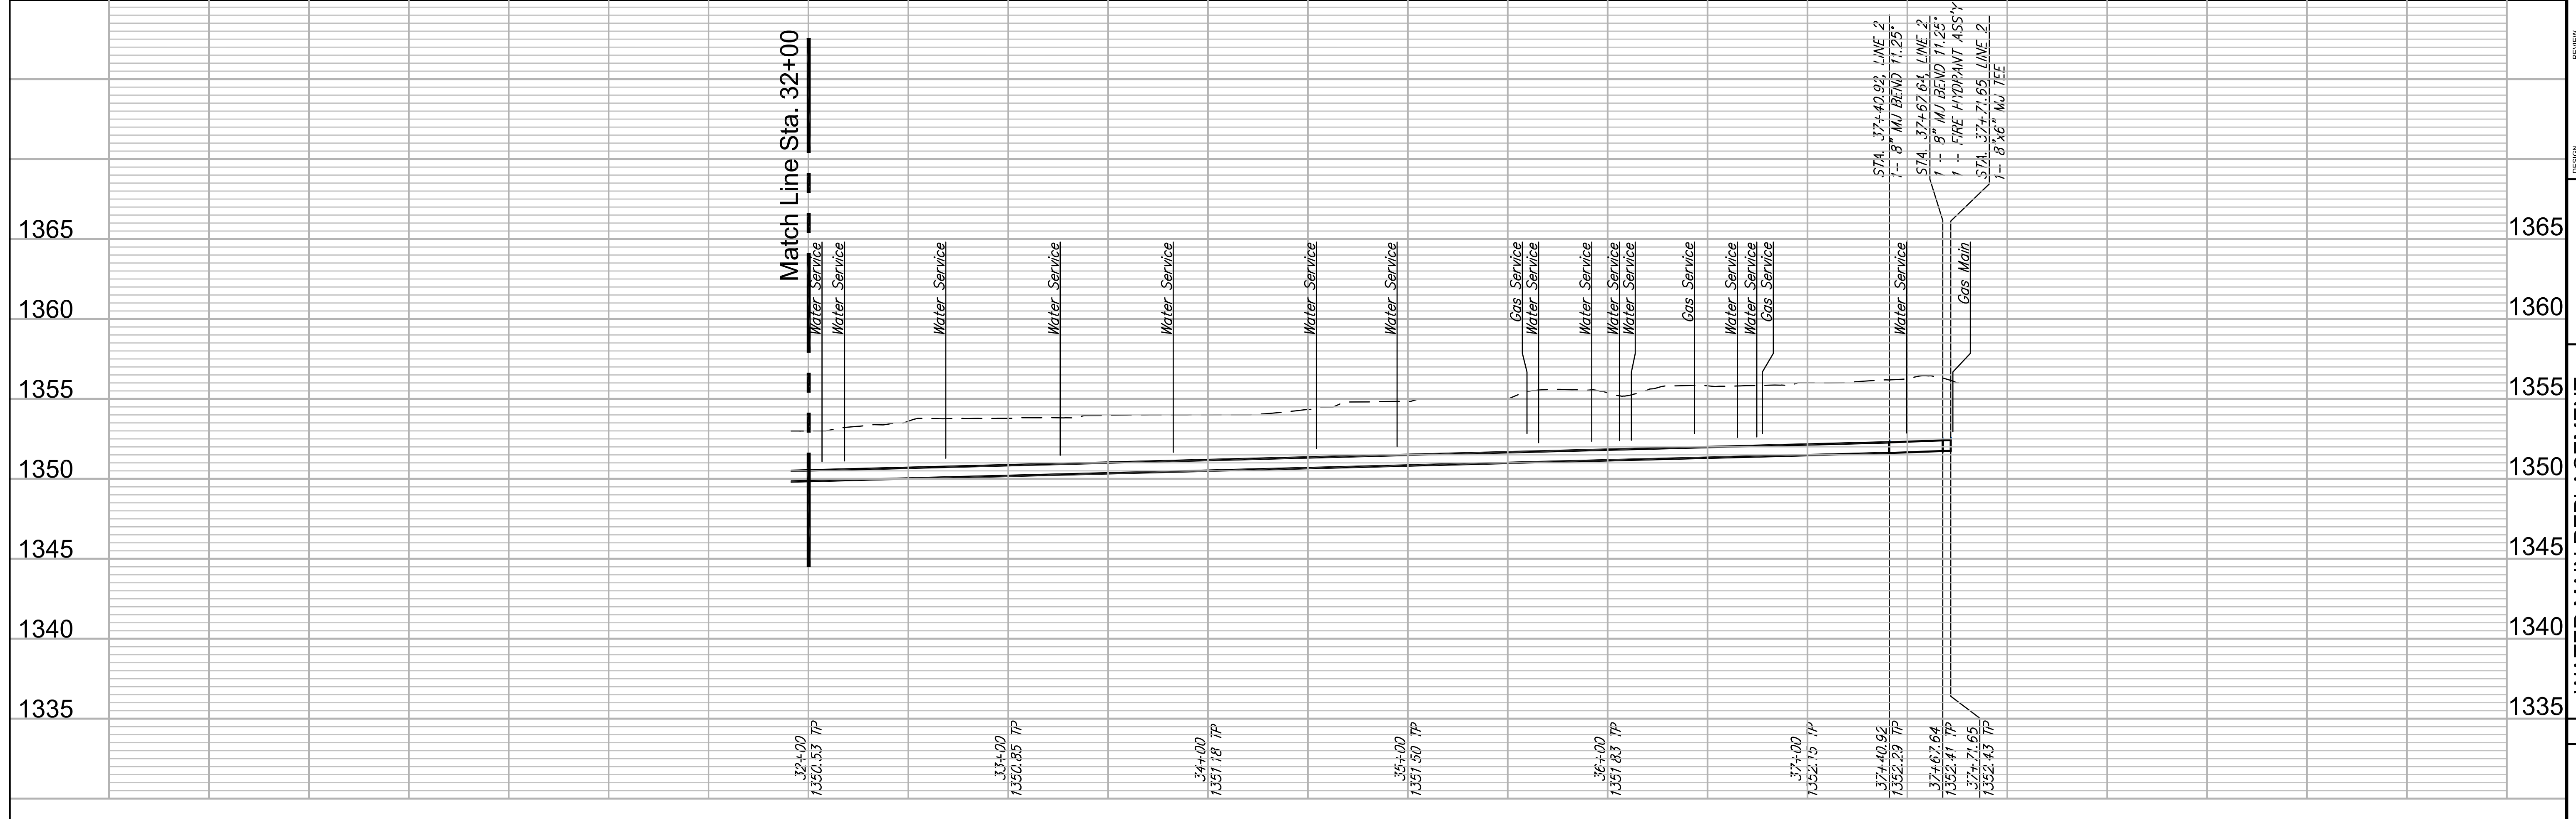 Match Line Sta. 32+00
STA. 37+40.92, LINE 2
1-- 8" MJ BEND 11.25°
STA. 37+67.64, LINE 2
1 -- 8" MJ BEND 11.25°
1 -- FIRE HYDRANT ASS'Y
STA. 37+71.65, LINE 2
1-- 8"x6" MJ TEE
REVIEW
DESIGN
1365
1365
1360
1360
1355
1355
1350
1350
1345
1345
1340
1340
1335
1335
Water Service
Water Service
Water Service
Water Service
Water Service
Water Service
Water Service
Gas Service
Water Service
Water Service
Water Service
Water Service
Gas Service
Water Service
Water Service
Gas Service
Water Service
Gas Main
32+00
1350.53 TP
33+00
1350.85 TP
34+00
1351.18 TP
35+00
1351.50 TP
36+00
1351.83 TP
37+00
1352.15 TP
37+40.92
1352.29 TP
37+67.64
1352.41 TP
37+71.65
1352.43 TP